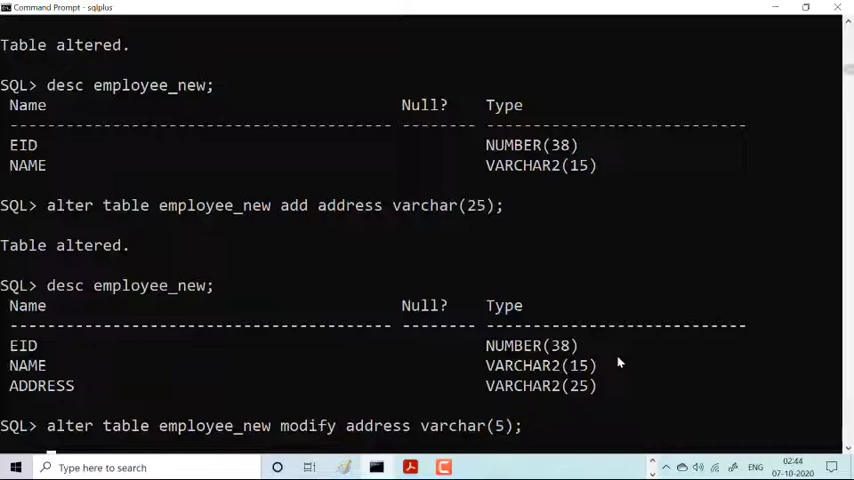 Command Prompt - sqlplus
Table altered.
SQL> desc employee_new;
Name Null? Type
----------------------------------------- -------- ----------------------------
EID NUMBER(38)
NAME VARCHAR2(15)
SQL> alter table employee_new add address varchar(25);
Table altered.
SQL> desc employee_new;
Name Null? Type
----------------------------------------- -------- ----------------------------
EID NUMBER(38)
NAME VARCHAR2(15)
ADDRESS VARCHAR2(25)
SQL> alter table employee_new modify address varchar(5);
Type here to search
ENG
02:44
07-10-2020